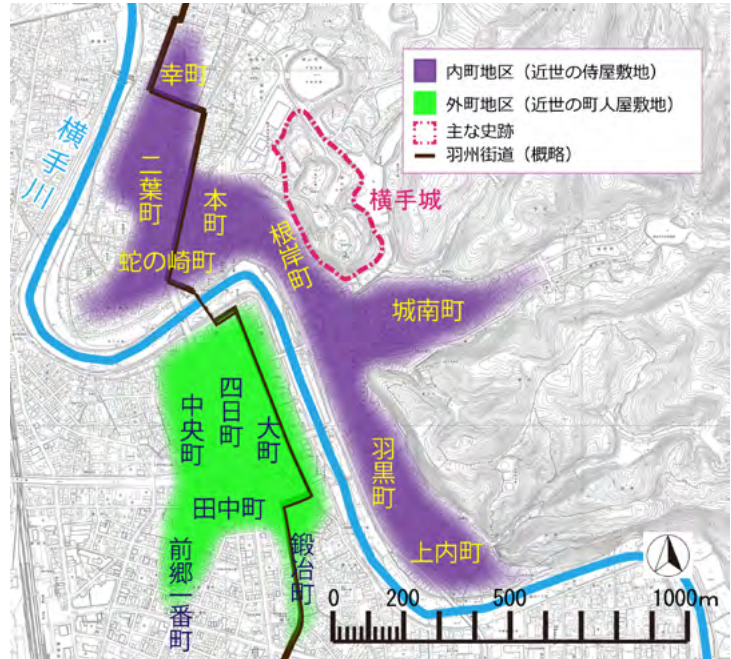 内町地区（近世の侍屋敷地）
外町地区（近世の町人屋敷地）
主な史跡
羽州街道（概略）
幸町
横手川
二葉町
本町
横手城
根岸町
蛇の崎町
城南町
四日町
中央町
大町
羽黒町
田中町
上内町
鍛冶町
前郷一番町
0 200 500 1000m